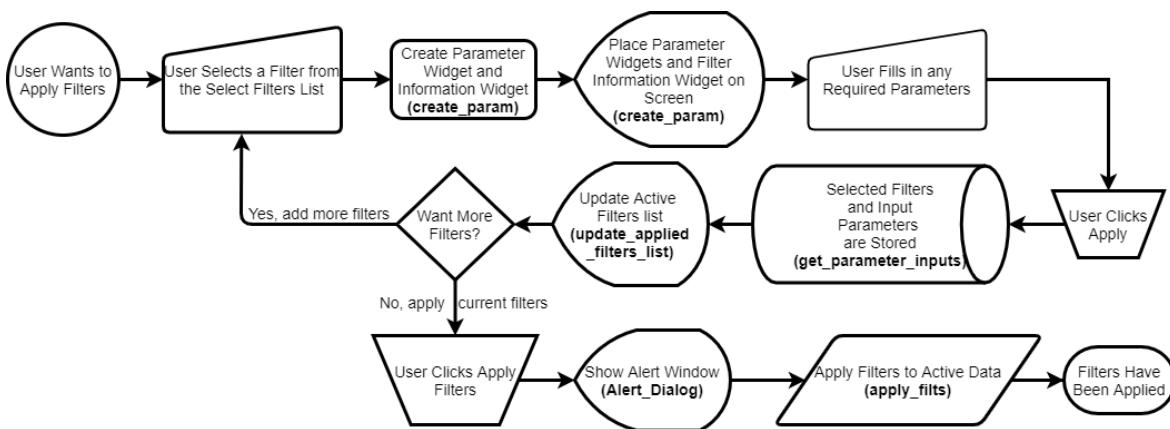 User Wants to
Apply Filters
User Selects a Filter from
the Select Filters List
Create Parameter
Widget and
Information Widget
(create_param)
Place Parameter
Widgets and Filter
Information Widget on
Screen
(create_param)
User Fills in any
Required Parameters
User Clicks
Apply
Selected Filters
and Input
Parameters
are Stored
(get_parameter_inputs)
Update Active
Filters list
(update_applied
_filters_list)
Want More
Filters?
Yes, add more filters
No, apply current filters
User Clicks Apply
Filters
Show Alert Window
(Alert_Dialog)
Apply Filters to Active Data
(apply_filts)
Filters Have
Been Applied